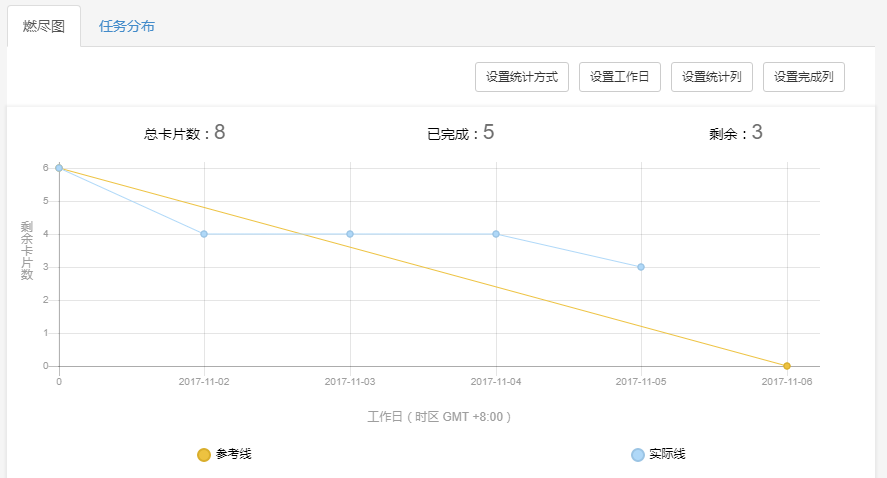 燃尽图 任务分布
设置统计方式 设置工作日 设置统计列 设置完成列
总卡片数：8 已完成：5 剩余：3
6
5
4
3
2
1
0
剩余卡片数
0 2017-11-02 2017-11-03 2017-11-04 2017-11-05 2017-11-06
工作日 ( 时区 GMT +8:00 )
参考线 实际线